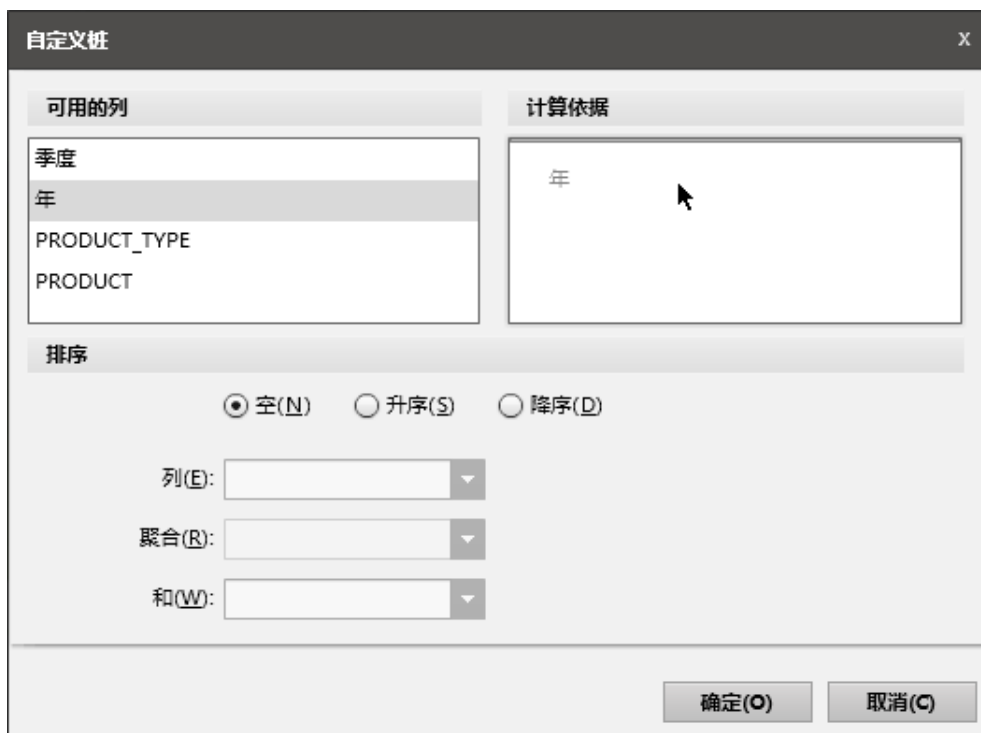 自定义桩
x
可用的列
计算依据
季度
年
PRODUCT_TYPE
PRODUCT
年
排序
空(N)
升序(S)
降序(D)
列(E):
聚合(R):
和(W):
确定(O)
取消(C)